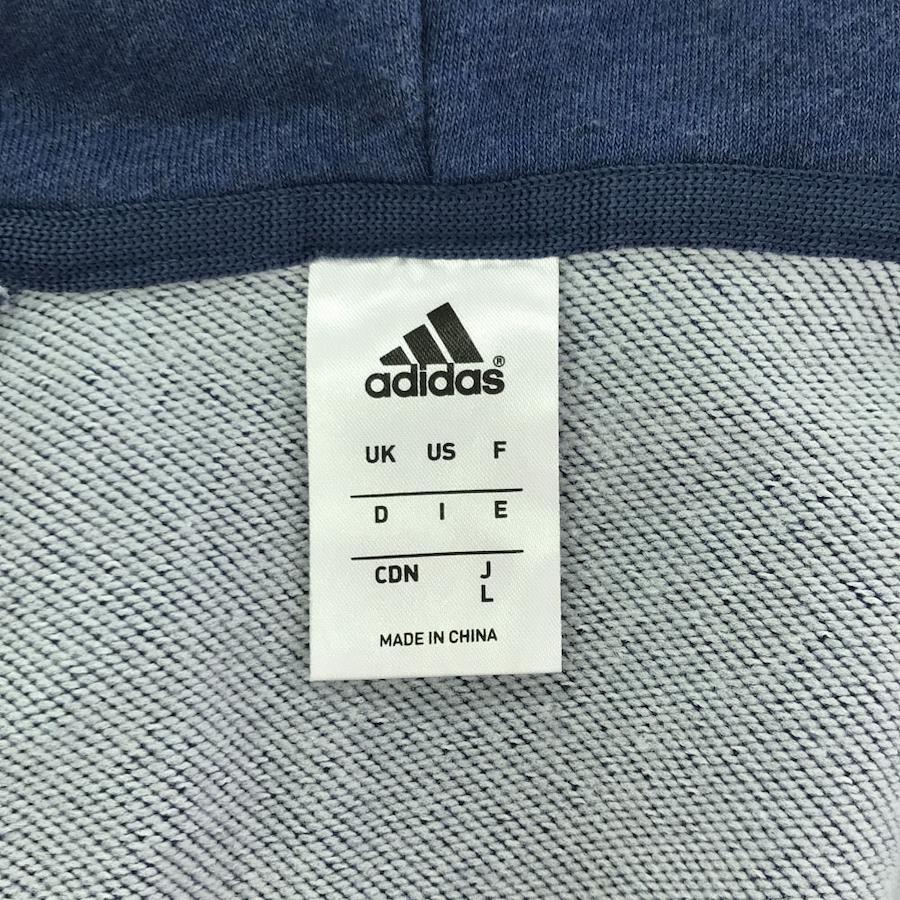 adidas®
UK US F
D I E
CDN J
L
MADE IN CHINA